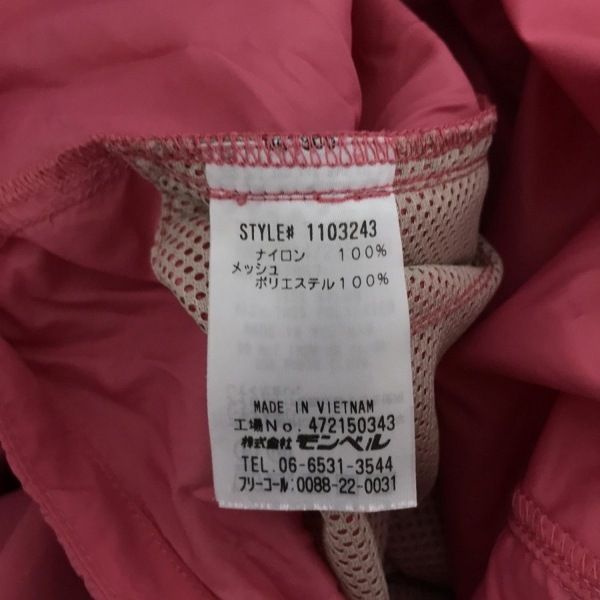 STYLE# 1103243
ナイロン 100%
メッシュ
ポリエステル100%
MADE IN VIETNAM
工場No. 472150343
株式会社 モンベル
TEL. 06-6531-3544
フリーコール: 0088-22-0031